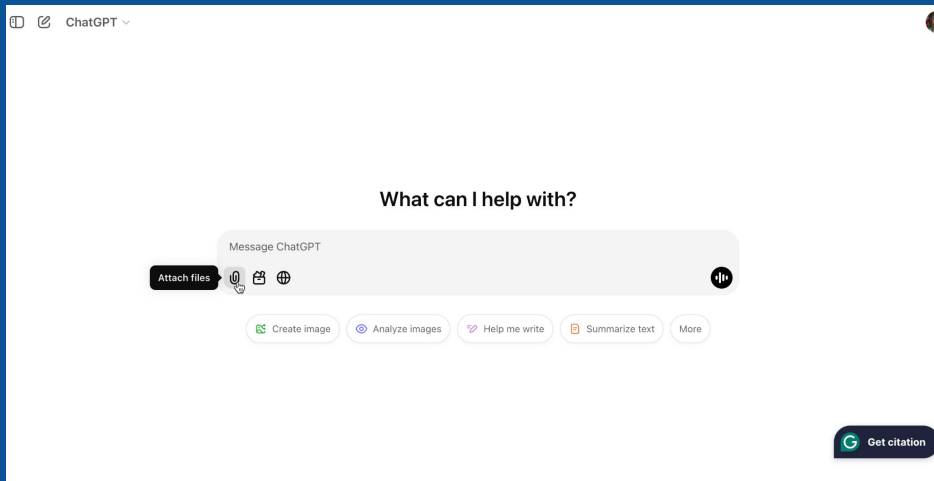 ChatGPT
What can I help with?
Message ChatGPT
Attach files
Create image
Analyze images
Help me write
Summarize text
More
G Get citation